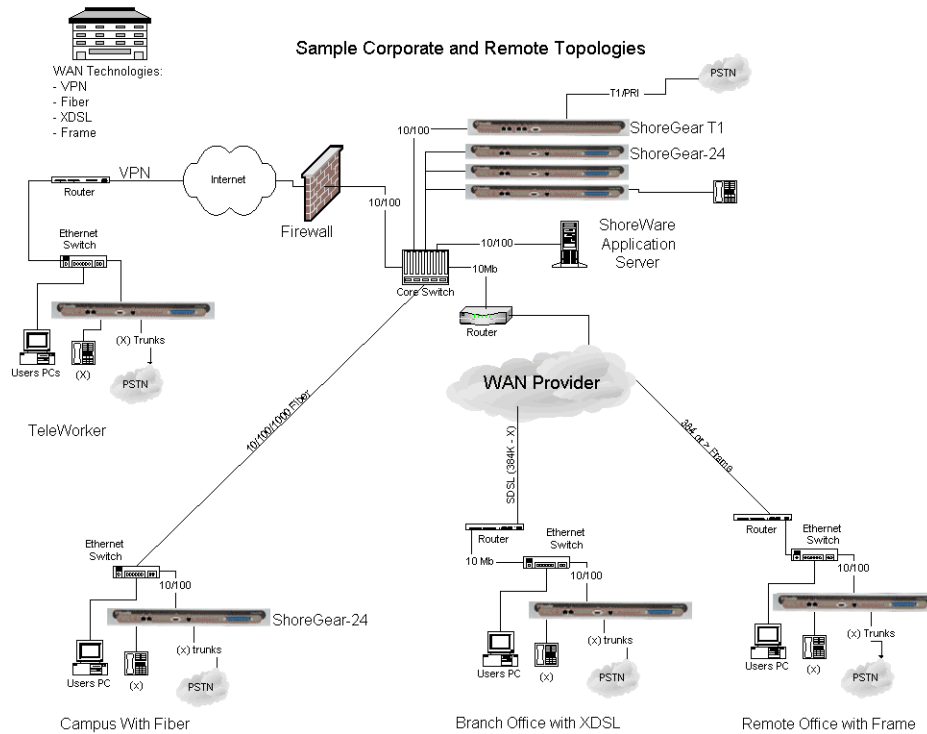 Sample Corporate and Remote Topologies
WAN Technologies:
- VPN
- Fiber
- XDSL
- Frame
PSTN
T1/PRI
10/100
ShoreGear T1
ShoreGear-24
VPN
Router
Internet
Firewall
10/100
ShoreWare
Application
Server
10/100
Ethernet
Switch
Core Switch
10Mb
Router
(X) Trunks
Users PCs
(X)
PSTN
TeleWorker
WAN Provider
10/100/1000 Fiber
SDSL (384K - X)
384 or > Frame
Ethernet
Switch
10/100
ShoreGear-24
(x) trunks
Users PC
(x)
PSTN
Campus With Fiber
Router
10 Mb
Ethernet
Switch
10/100
(x) trunks
Users PC
(x)
PSTN
Branch Office with XDSL
Router
Ethernet
Switch
10/100
(x) Trunks
Users PC
(x)
PSTN
Remote Office with Frame